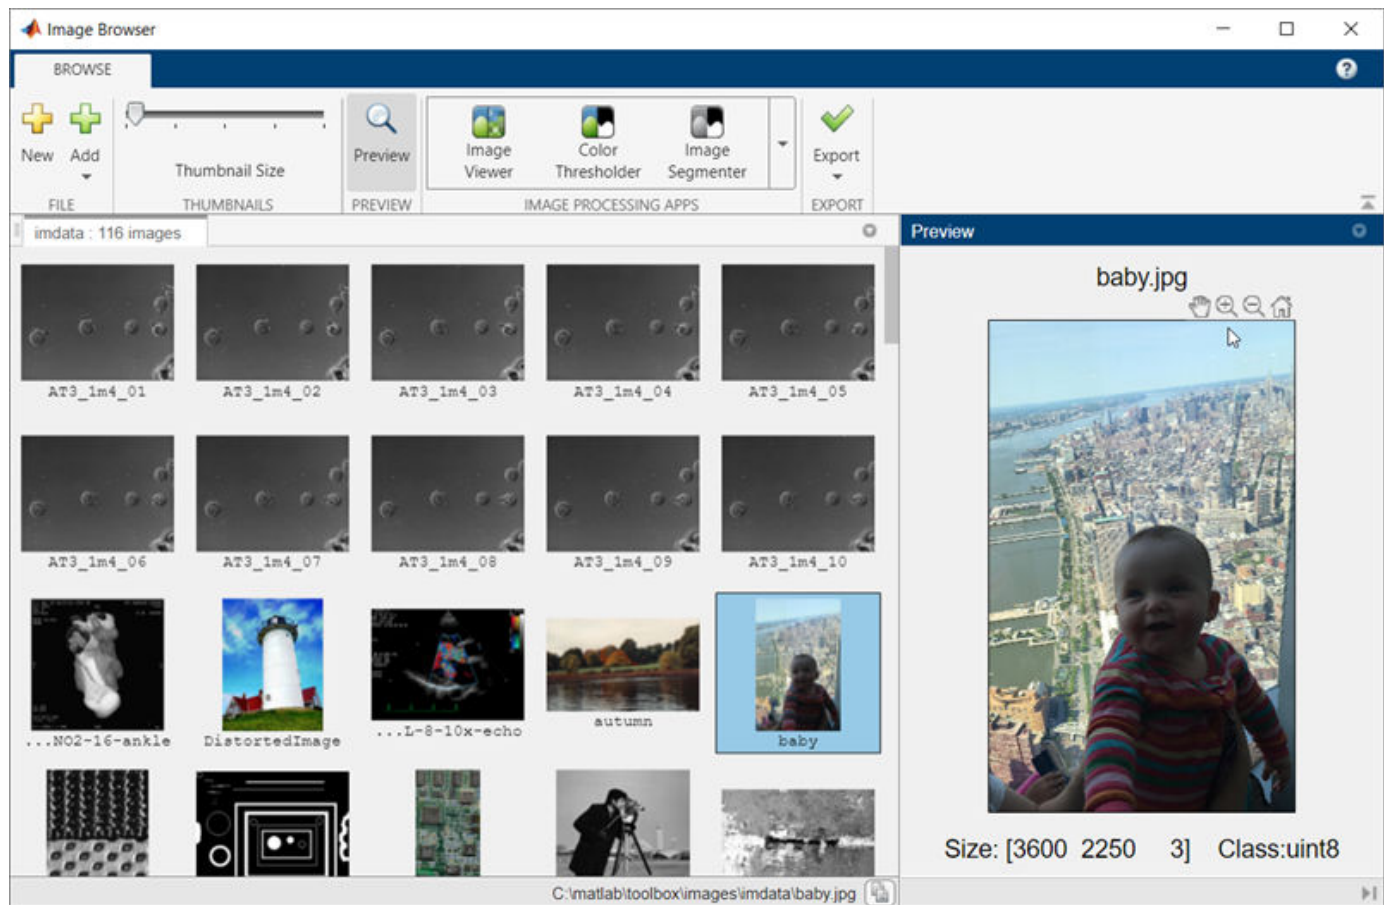 Image Browser
BROWSE
New
Add
Thumbnail Size
Preview
Image
Viewer
Color
Thresholder
Image
Segmenter
Export
FILE
THUMBNAILS
PREVIEW
IMAGE PROCESSING APPS
EXPORT
imdata : 116 images
Preview
baby.jpg
AT3_1m4_01
AT3_1m4_02
AT3_1m4_03
AT3_1m4_04
AT3_1m4_05
AT3_1m4_06
AT3_1m4_07
AT3_1m4_08
AT3_1m4_09
AT3_1m4_10
...NO2-16-ankle
DistortedImage
...L-8-10x-echo
autumn
baby
Size: [3600 2250 3] Class:uint8
C:\matlab\toolbox\images\imdata\baby.jpg